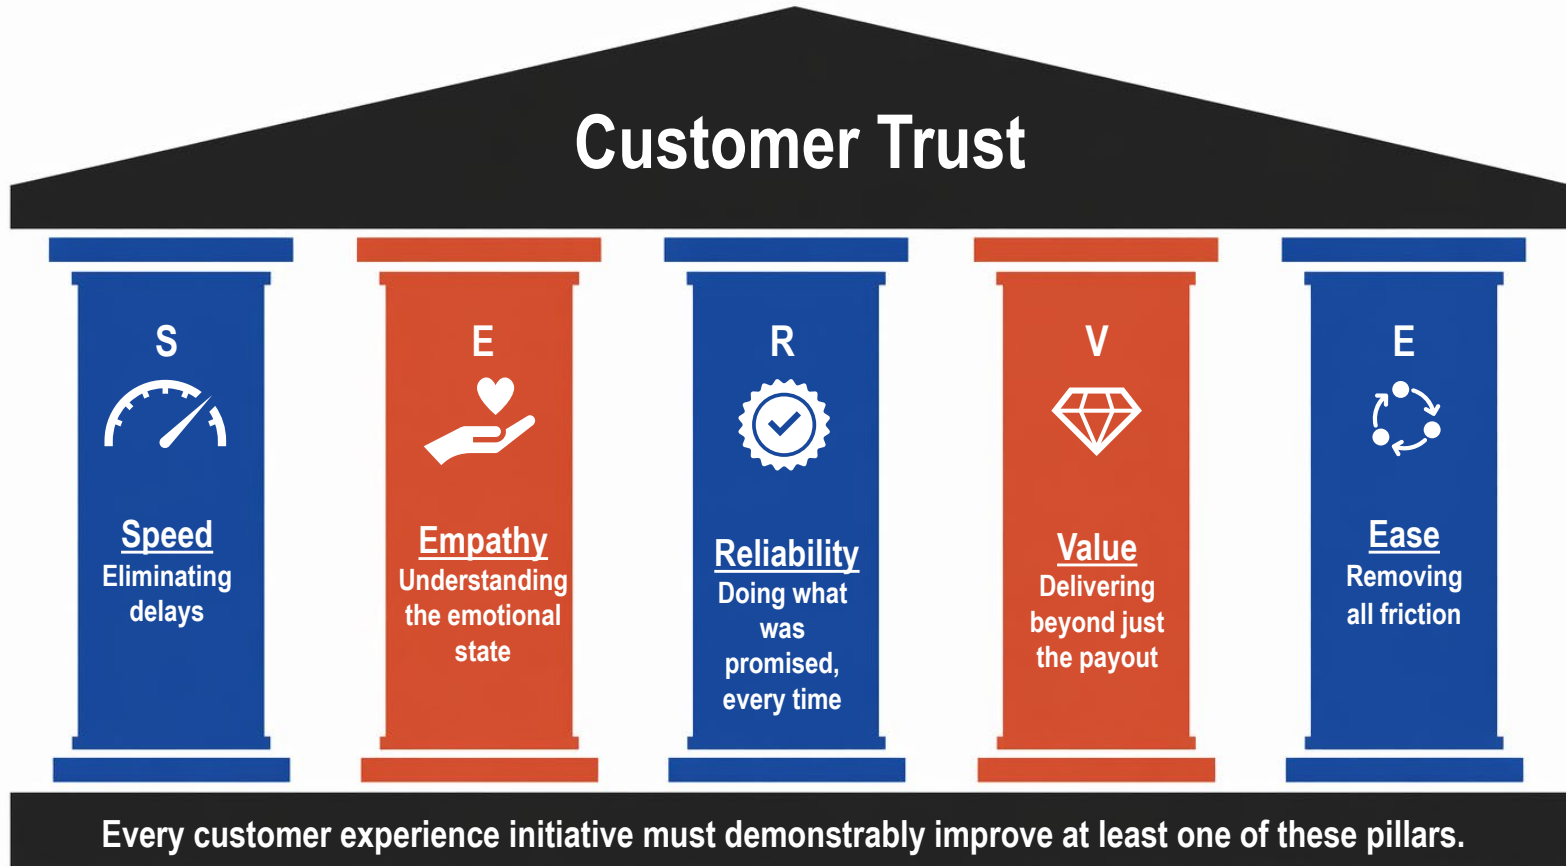 Customer Trust
S
Speed
Eliminating
delays
E
Empathy
Understanding
the emotional
state
R
Reliability
Doing what
was
promised,
every time
V
Value
Delivering
beyond just
the payout
E
Ease
Removing
all friction
Every customer experience initiative must demonstrably improve at least one of these pillars.